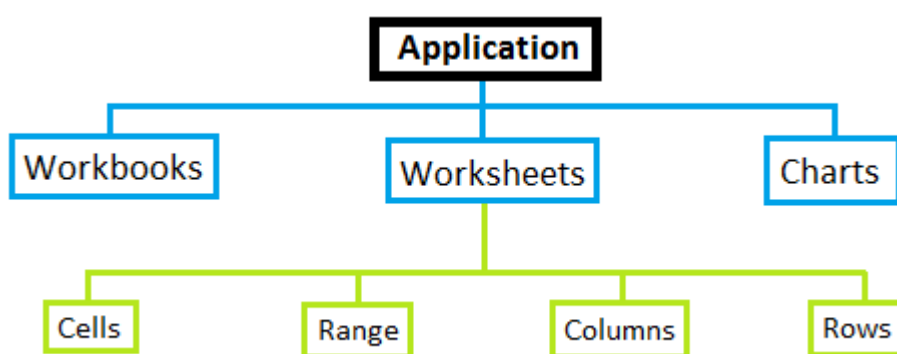 Application
Workbooks
Worksheets
Charts
Cells
Range
Columns
Rows